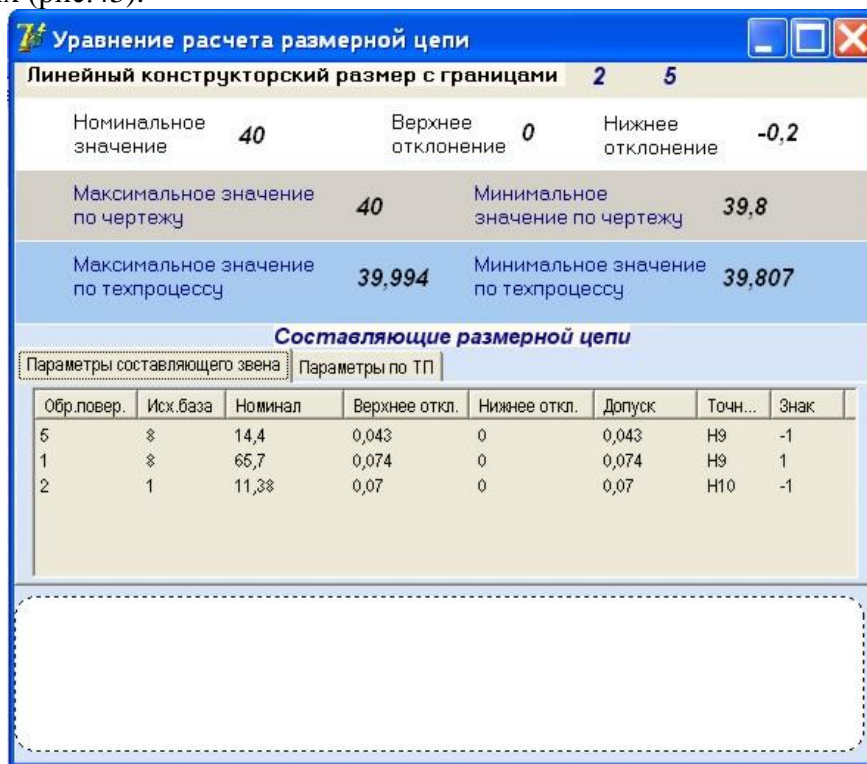 (рис.45).
Уравнение расчета размерной цепи
Линейный конструкторский размер с границами 2 5
Номинальное значение 40 Верхнее отклонение 0 Нижнее отклонение -0,2
Максимальное значение по чертежу 40 Минимальное значение по чертежу 39,8
Максимальное значение по техпроцессу 39,994 Минимальное значение по техпроцессу 39,807
Составляющие размерной цепи
Параметры составляющего звена Параметры по ТП
Обр.повер. Исх.база Номинал Верхнее откл. Нижнее откл. Допуск Точн... Знак
5 8 14,4 0,043 0 0,043 H9 -1
1 8 65,7 0,074 0 0,074 H9 1
2 1 11,38 0,07 0 0,07 H10 -1